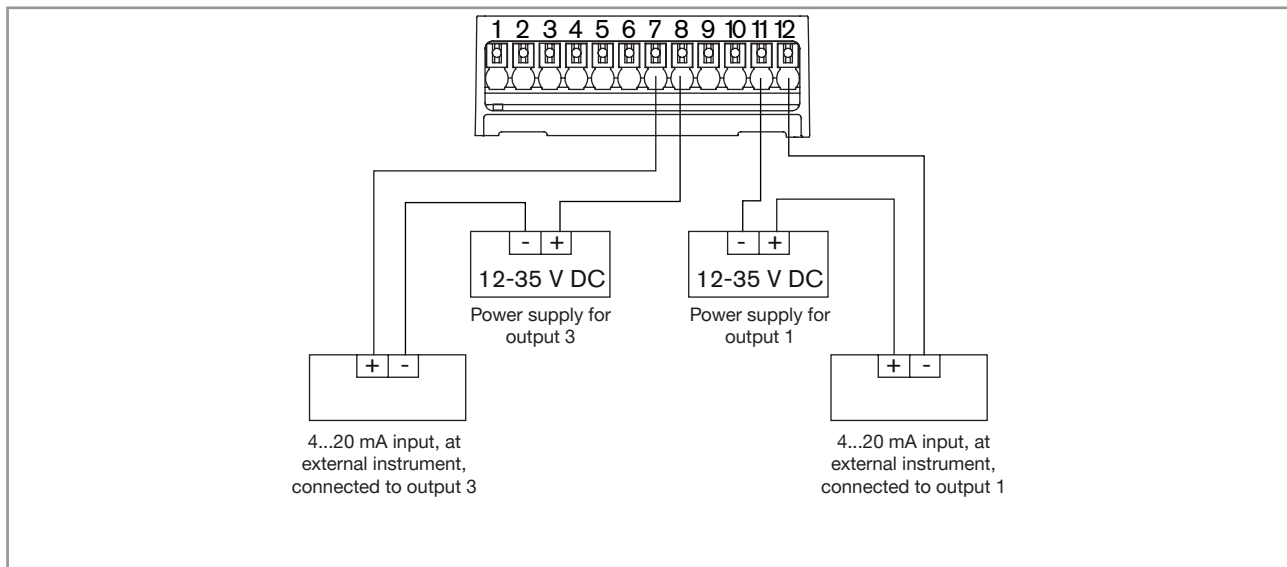 1 2 3 4 5 6 7 8 9 10 11 12
- +
12-35 V DC
Power supply for
output 3
- +
12-35 V DC
Power supply for
output 1
+ -
4...20 mA input, at
external instrument,
connected to output 3
+ -
4...20 mA input, at
external instrument,
connected to output 1